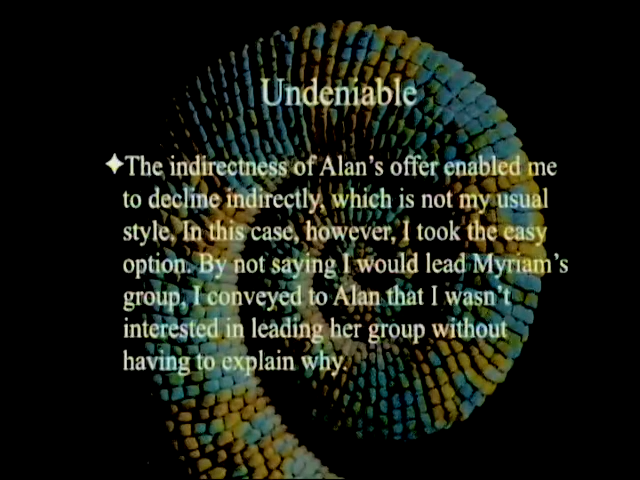 Undeniable
✦The indirectness of Alan's offer enabled me
to decline indirectly, which is not my usual
style. In this case, however, I took the easy
option. By not saying I would lead Myriam's
group, I conveyed to Alan that I wasn't
interested in leading her group without
having to explain why.